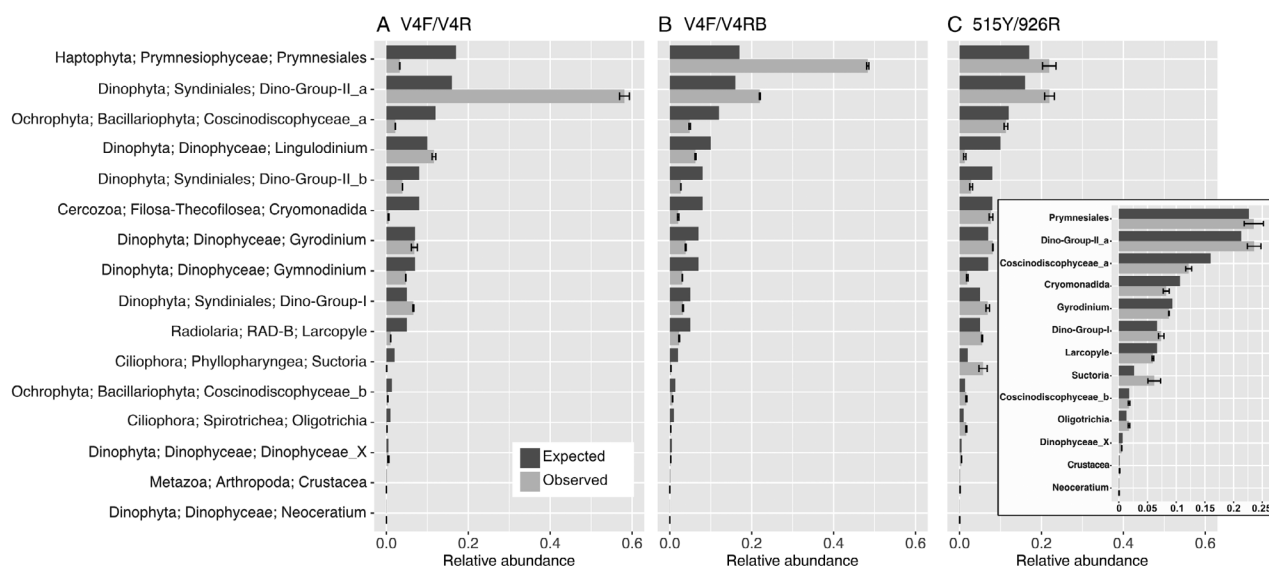 A V4F/V4R
B V4F/V4RB
C 515Y/926R
Haptophyta; Prymnesiophyceae; Prymnesiales
Dinophyta; Syndiniales; Dino-Group-II_a
Ochrophyta; Bacillariophyta; Coscinodiscophyceae_a
Dinophyta; Dinophyceae; Lingulodinium
Dinophyta; Syndiniales; Dino-Group-II_b
Cercozoa; Filosa-Thecofilosea; Cryomonadida
Dinophyta; Dinophyceae; Gyrodinium
Dinophyta; Dinophyceae; Gymnodinium
Dinophyta; Syndiniales; Dino-Group-I
Radiolaria; RAD-B; Larcopyle
Ciliophora; Phyllopharyngea; Suctoria
Ochrophyta; Bacillariophyta; Coscinodiscophyceae_b
Ciliophora; Spirotrichea; Oligotrichia
Dinophyta; Dinophyceae; Dinophyceae_X
Metazoa; Arthropoda; Crustacea
Dinophyta; Dinophyceae; Neoceratium
Expected
Observed
Prymnesiales
Dino-Group-II_a
Coscinodiscophyceae_a
Cryomonadida
Gyrodinium
Dino-Group-I
Larcopyle
Suctoria
Coscinodiscophyceae_b
Oligotrichia
Dinophyceae_X
Crustacea
Neoceratium
0 0.05 0.1 0.15 0.2 0.25
0.0 0.2 0.4 0.6
0.0 0.2 0.4 0.6
0.0 0.2 0.4 0.6
Relative abundance
Relative abundance
Relative abundance